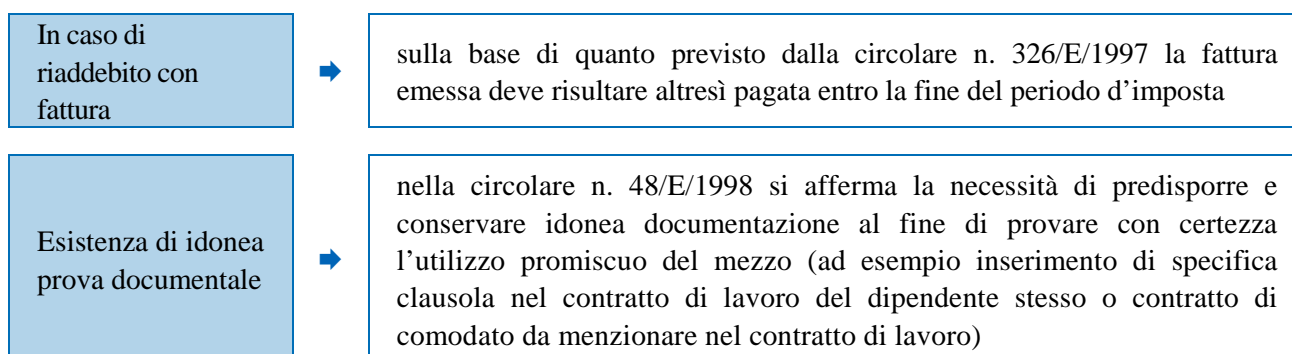 In caso di
riaddebito con
fattura
sulla base di quanto previsto dalla circolare n. 326/E/1997 la fattura
emessa deve risultare altresì pagata entro la fine del periodo d'imposta
Esistenza di idonea
prova documentale
nella circolare n. 48/E/1998 si afferma la necessità di predisporre e
conservare idonea documentazione al fine di provare con certezza
l'utilizzo promiscuo del mezzo (ad esempio inserimento di specifica
clausola nel contratto di lavoro del dipendente stesso o contratto di
comodato da menzionare nel contratto di lavoro)